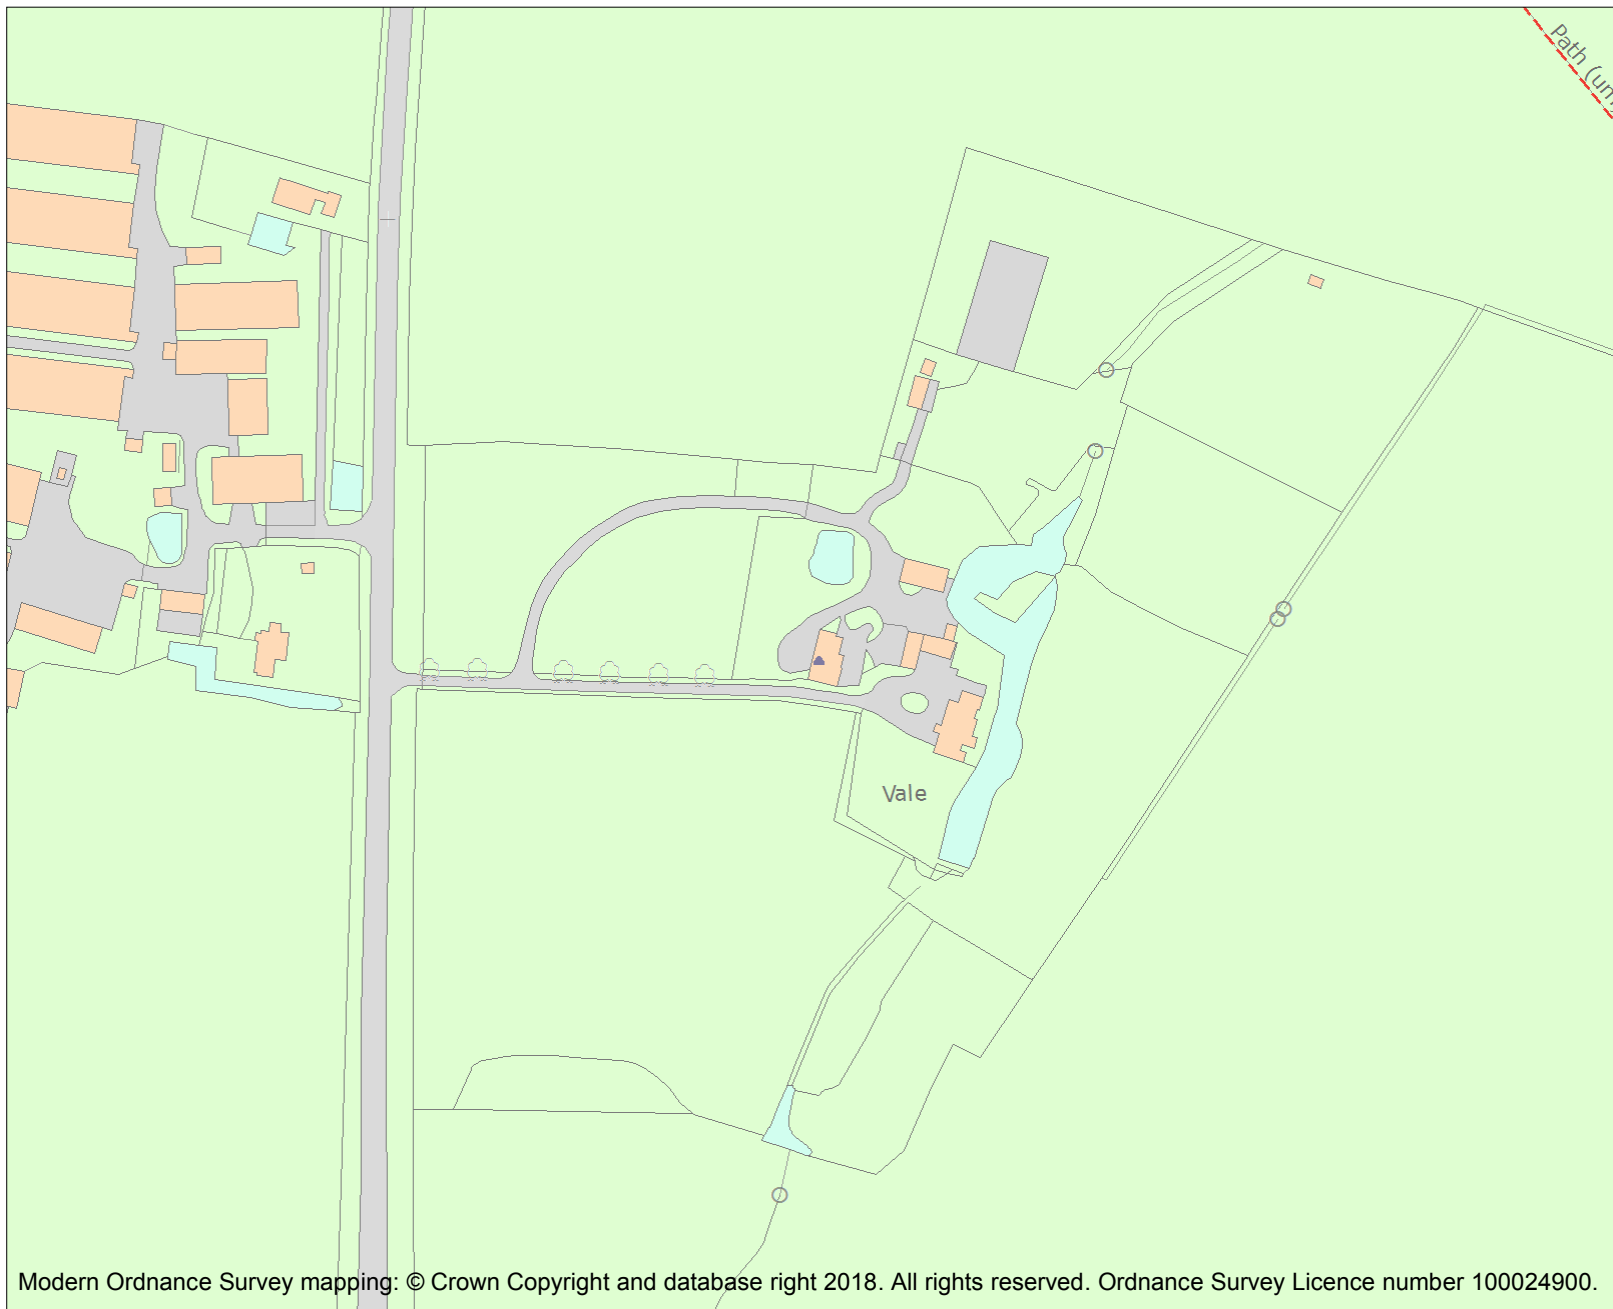 Path (un
Vale
Modern Ordnance Survey mapping: © Crown Copyright and database right 2018. All rights reserved. Ordnance Survey Licence number 100024900.